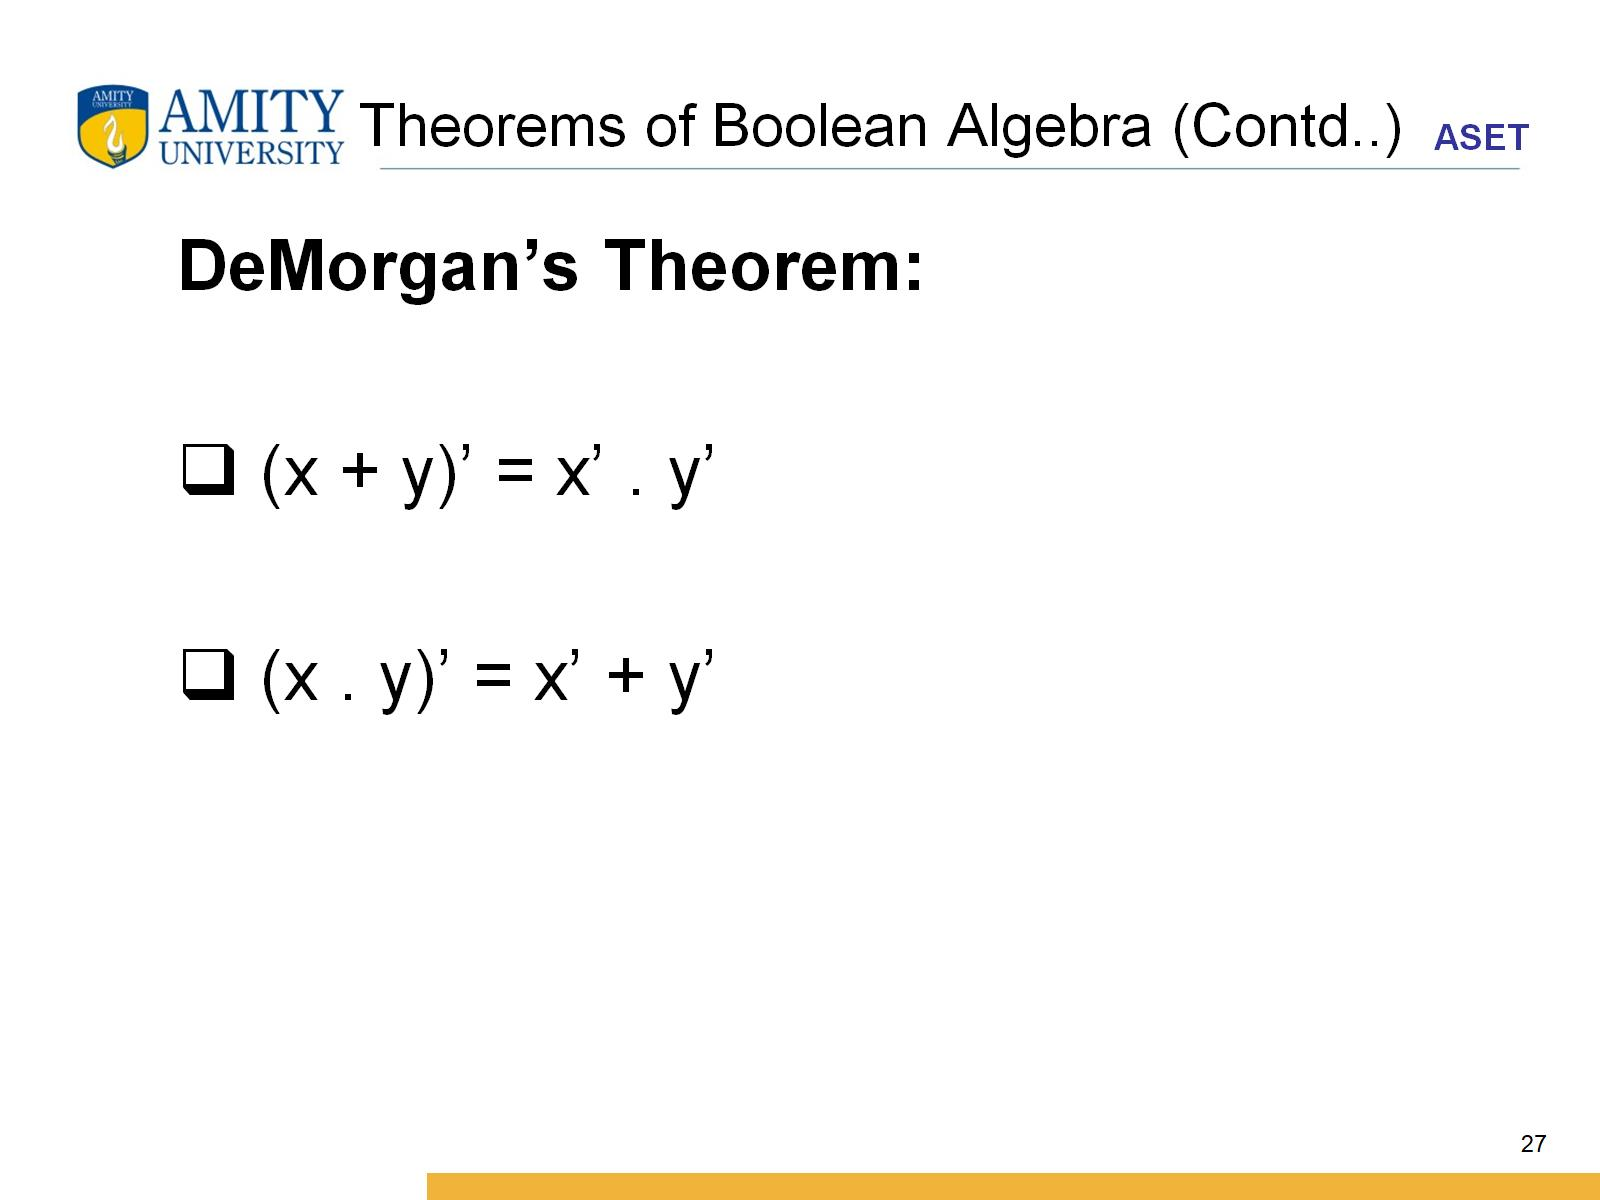 AMITY
UNIVERSITY
AMITY
UNIVERSITY
Theorems of Boolean Algebra (Contd..)
ASET
DeMorgan’s Theorem:
(x + y)’ = x’ . y’
(x . y)’ = x’ + y’
27